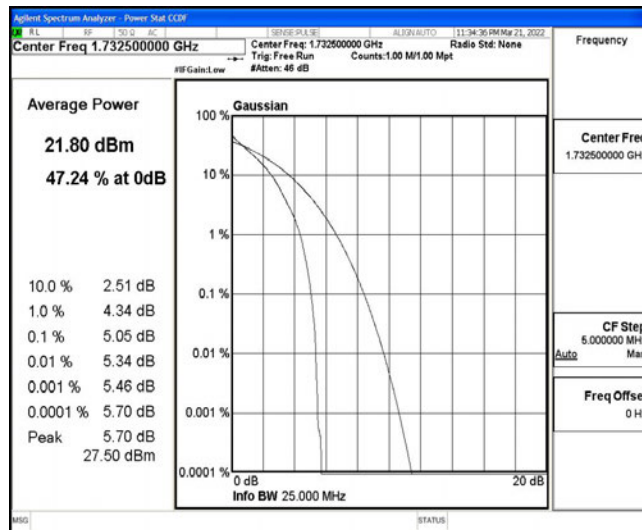 Agilent Spectrum Analyzer - Power Stat CCDF
RL RF 50 Ω AC SENSE:PULSE ALIGN AUTO 11:34:36 PM Mar 21, 2022
Center Freq 1.732500000 GHz
Center Freq: 1.732500000 GHz Radio Std: None
Trig: Free Run Counts:1.00 M/1.00 Mpt
#IFGain:Low #Atten: 46 dB
Frequency
Average Power
21.80 dBm
47.24 % at 0dB
10.0 % 2.51 dB
1.0 % 4.34 dB
0.1 % 5.05 dB
0.01 % 5.34 dB
0.001 % 5.46 dB
0.0001 % 5.70 dB
Peak 5.70 dB
27.50 dBm
Gaussian
100 %
10 %
1 %
0.1 %
0.01 %
0.001 %
0.0001 %
0 dB 20 dB
Info BW 25.000 MHz
Center Freq
1.732500000 GH
CF Step
5.000000 MH
Auto Ma
Freq Offse
0 H
MSG STATUS